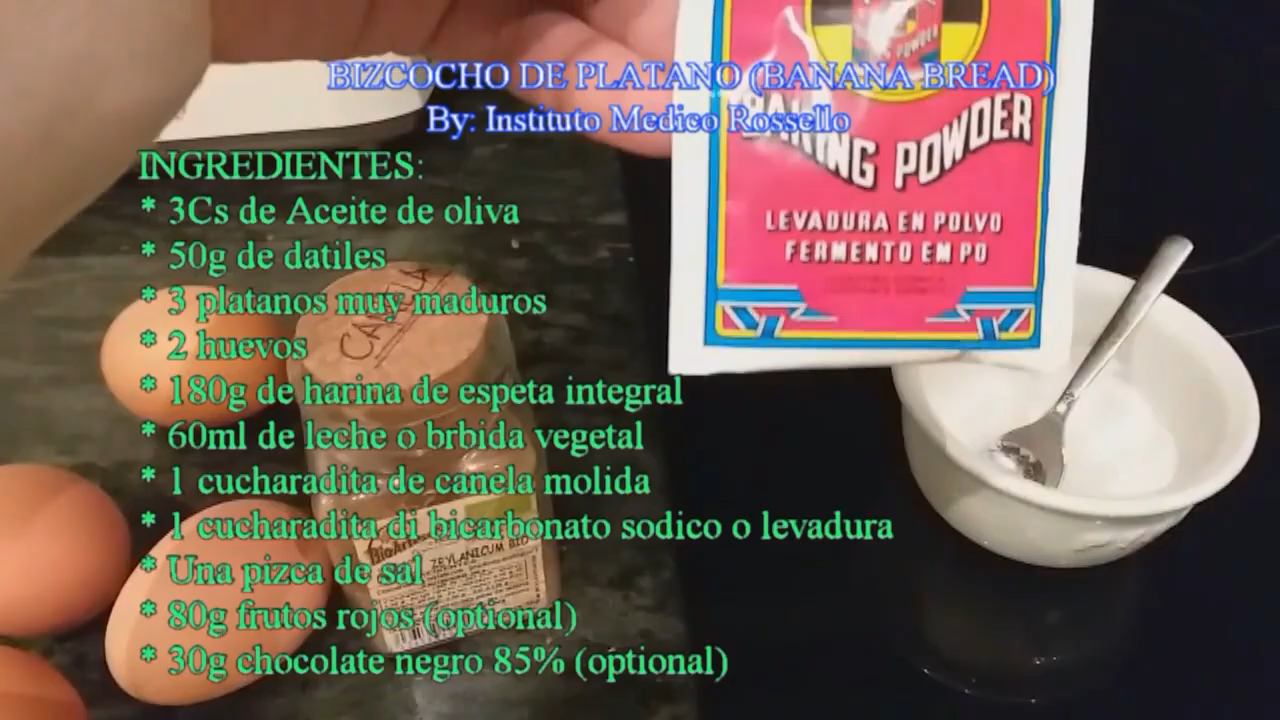 POWDER
BIZCOCHO DE PLATANO (BANANA BREAD)
By: Instituto Medico Rossello
BAKING POWDER
LEVADURA EN POLVO
FERMENTO EM PO
INGREDIENTES:
* 3Cs de Aceite de oliva
* 50g de datiles
* 3 platanos muy maduros
* 2 huevos
* 180g de harina de espeta integral
* 60ml de leche o brbida vegetal
* 1 cucharadita de canela molida
* 1 cucharadita di bicarbonato sodico o levadura
* Una pizca de sal
* 80g frutos rojos (optional)
* 30g chocolate negro 85% (optional)
CANELA
ZEYLANICUM BIO